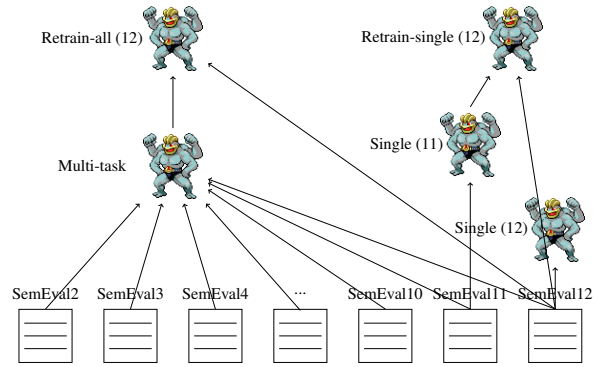 Retrain-all (12)
Retrain-single (12)
Single (11)
Multi-task
Single (12)
SemEval2 SemEval3 SemEval4 ... SemEval10 SemEval11 SemEval12